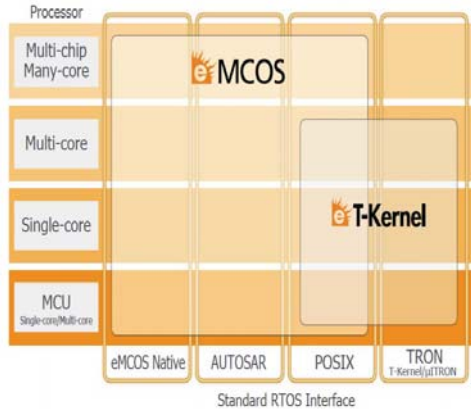 Processor
Multi-chip
Many-core
eMCOS
Multi-core
Single-core
eT-Kernel
MCU
Single-core/Multi-core
eMCOS Native
AUTOSAR
POSIX
TRON
T-Kernel/µITRON
Standard RTOS Interface